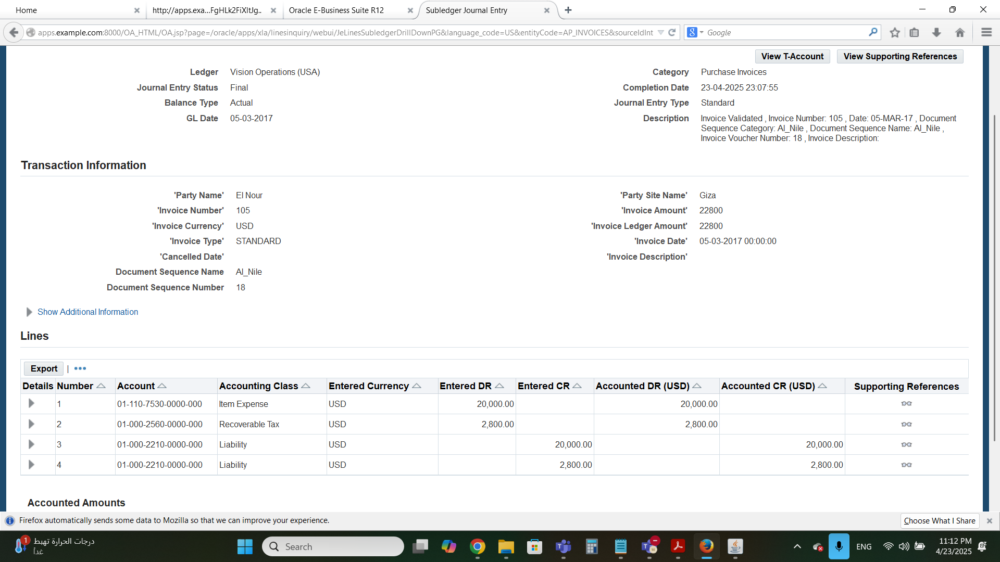 Home
http://apps.exa...FgHLk2FiXltJg..
Oracle E-Business Suite R12
Subledger Journal Entry
apps.example.com:8000/OA_HTML/OA.jsp?page=/oracle/apps/xla/linesinquiry/webui/JeLinesSubledgerDrillDownPG&language_code=US&entityCode=AP_INVOICES&sourceIdInt
8 Google
View T-Account View Supporting References
Ledger Vision Operations (USA) Category Purchase Invoices
Journal Entry Status Final Completion Date 23-04-2025 23:07:55
Balance Type Actual Journal Entry Type Standard
GL Date 05-03-2017 Description Invoice Validated , Invoice Number: 105 , Date: 05-MAR-17 , Document
Sequence Category: Al_Nile , Document Sequence Name: Al_Nile ,
Invoice Voucher Number: 18 , Invoice Description:
Transaction Information
'Party Name' El Nour 'Party Site Name' Giza
'Invoice Number' 105 'Invoice Amount' 22800
'Invoice Currency' USD 'Invoice Ledger Amount' 22800
'Invoice Type' STANDARD 'Invoice Date' 05-03-2017 00:00:00
'Cancelled Date' 'Invoice Description'
Document Sequence Name Al_Nile
Document Sequence Number 18
Show Additional Information
Lines
Export |
Details Number Account Accounting Class Entered Currency Entered DR Entered CR Accounted DR (USD) Accounted CR (USD) Supporting References
1 01-110-7530-0000-000 Item Expense USD 20,000.00 20,000.00
2 01-000-2560-0000-000 Recoverable Tax USD 2,800.00 2,800.00
3 01-000-2210-0000-000 Liability USD 20,000.00 20,000.00
4 01-000-2210-0000-000 Liability USD 2,800.00 2,800.00
Accounted Amounts
Firefox automatically sends some data to Mozilla so that we can improve your experience. Choose What I Share
1 درجات الحرارة تهبط
غداً
Search
ENG
11:12 PM
4/23/2025